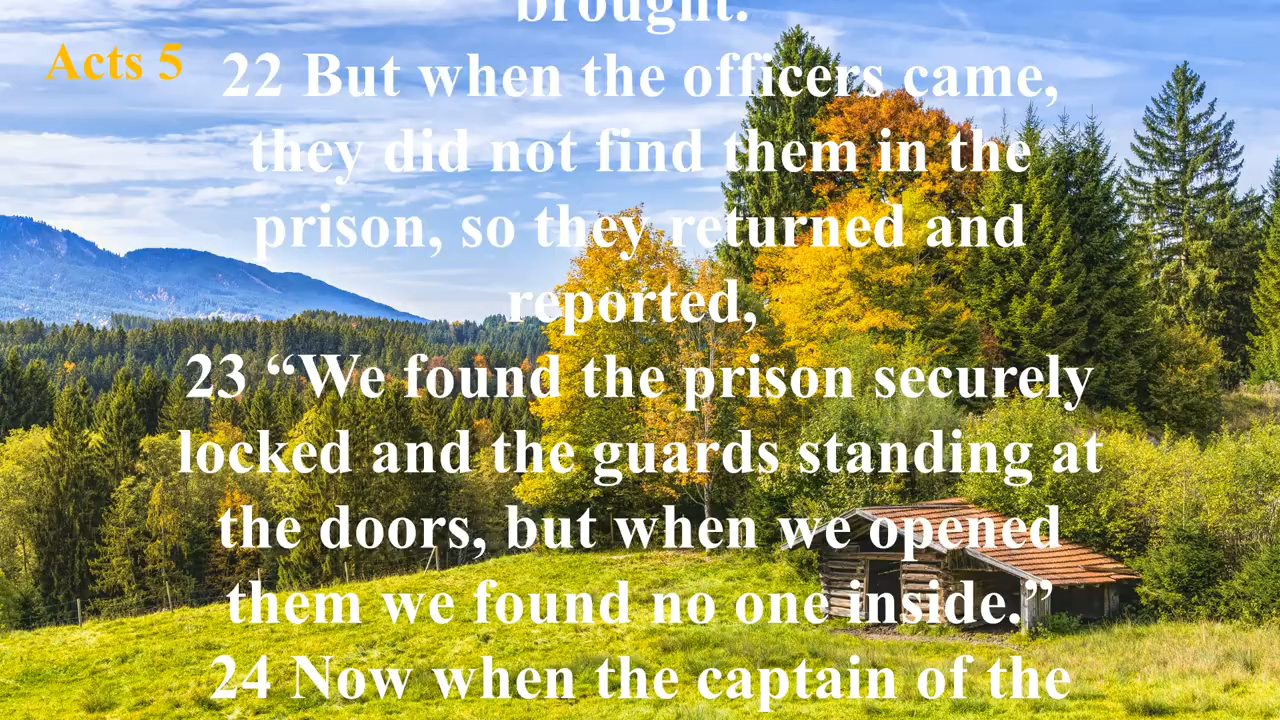 brought.
Acts 5
22 But when the officers came,
they did not find them in the
prison, so they returned and
reported,
23 “We found the prison securely
locked and the guards standing at
the doors, but when we opened
them we found no one inside.”
24 Now when the captain of the